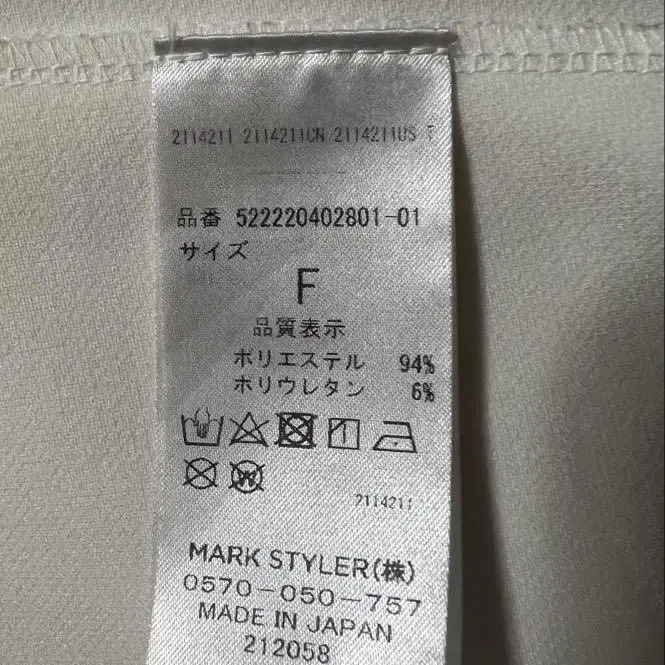 2114211 2114211CN 2114211US T
品番 522220402801-01
サイズ
F
品質表示
ポリエステル 94%
ポリウレタン 6%
W
2114211
MARK STYLER(株)
0570-050-757
MADE IN JAPAN
212058